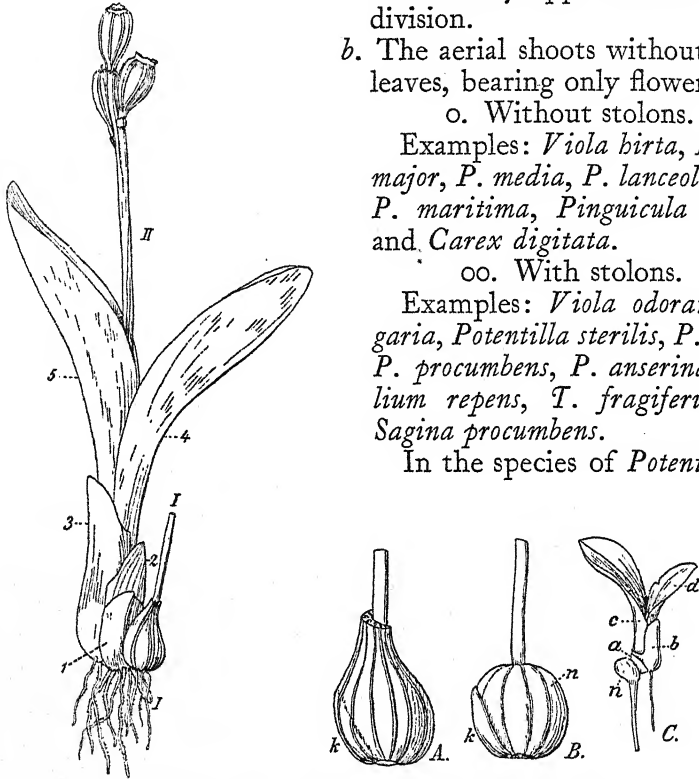 division.
b. The aerial shoots without
leaves, bearing only flower
o. Without stolons.
Examples: Viola hirta,
major, P. media, P. lanceol
P. maritima, Pinguicula
and Carex digitata.
oo. With stolons.
Examples: Viola odora
garia, Potentilla sterilis, P.
P. procumbens, P. anserina
lium repens, T. fragifer
Sagina procumbens.
In the species of Potent
II
5
4
3
I
2
1
I
k
A.
n
k
B.
d
c
a
b
n
C.